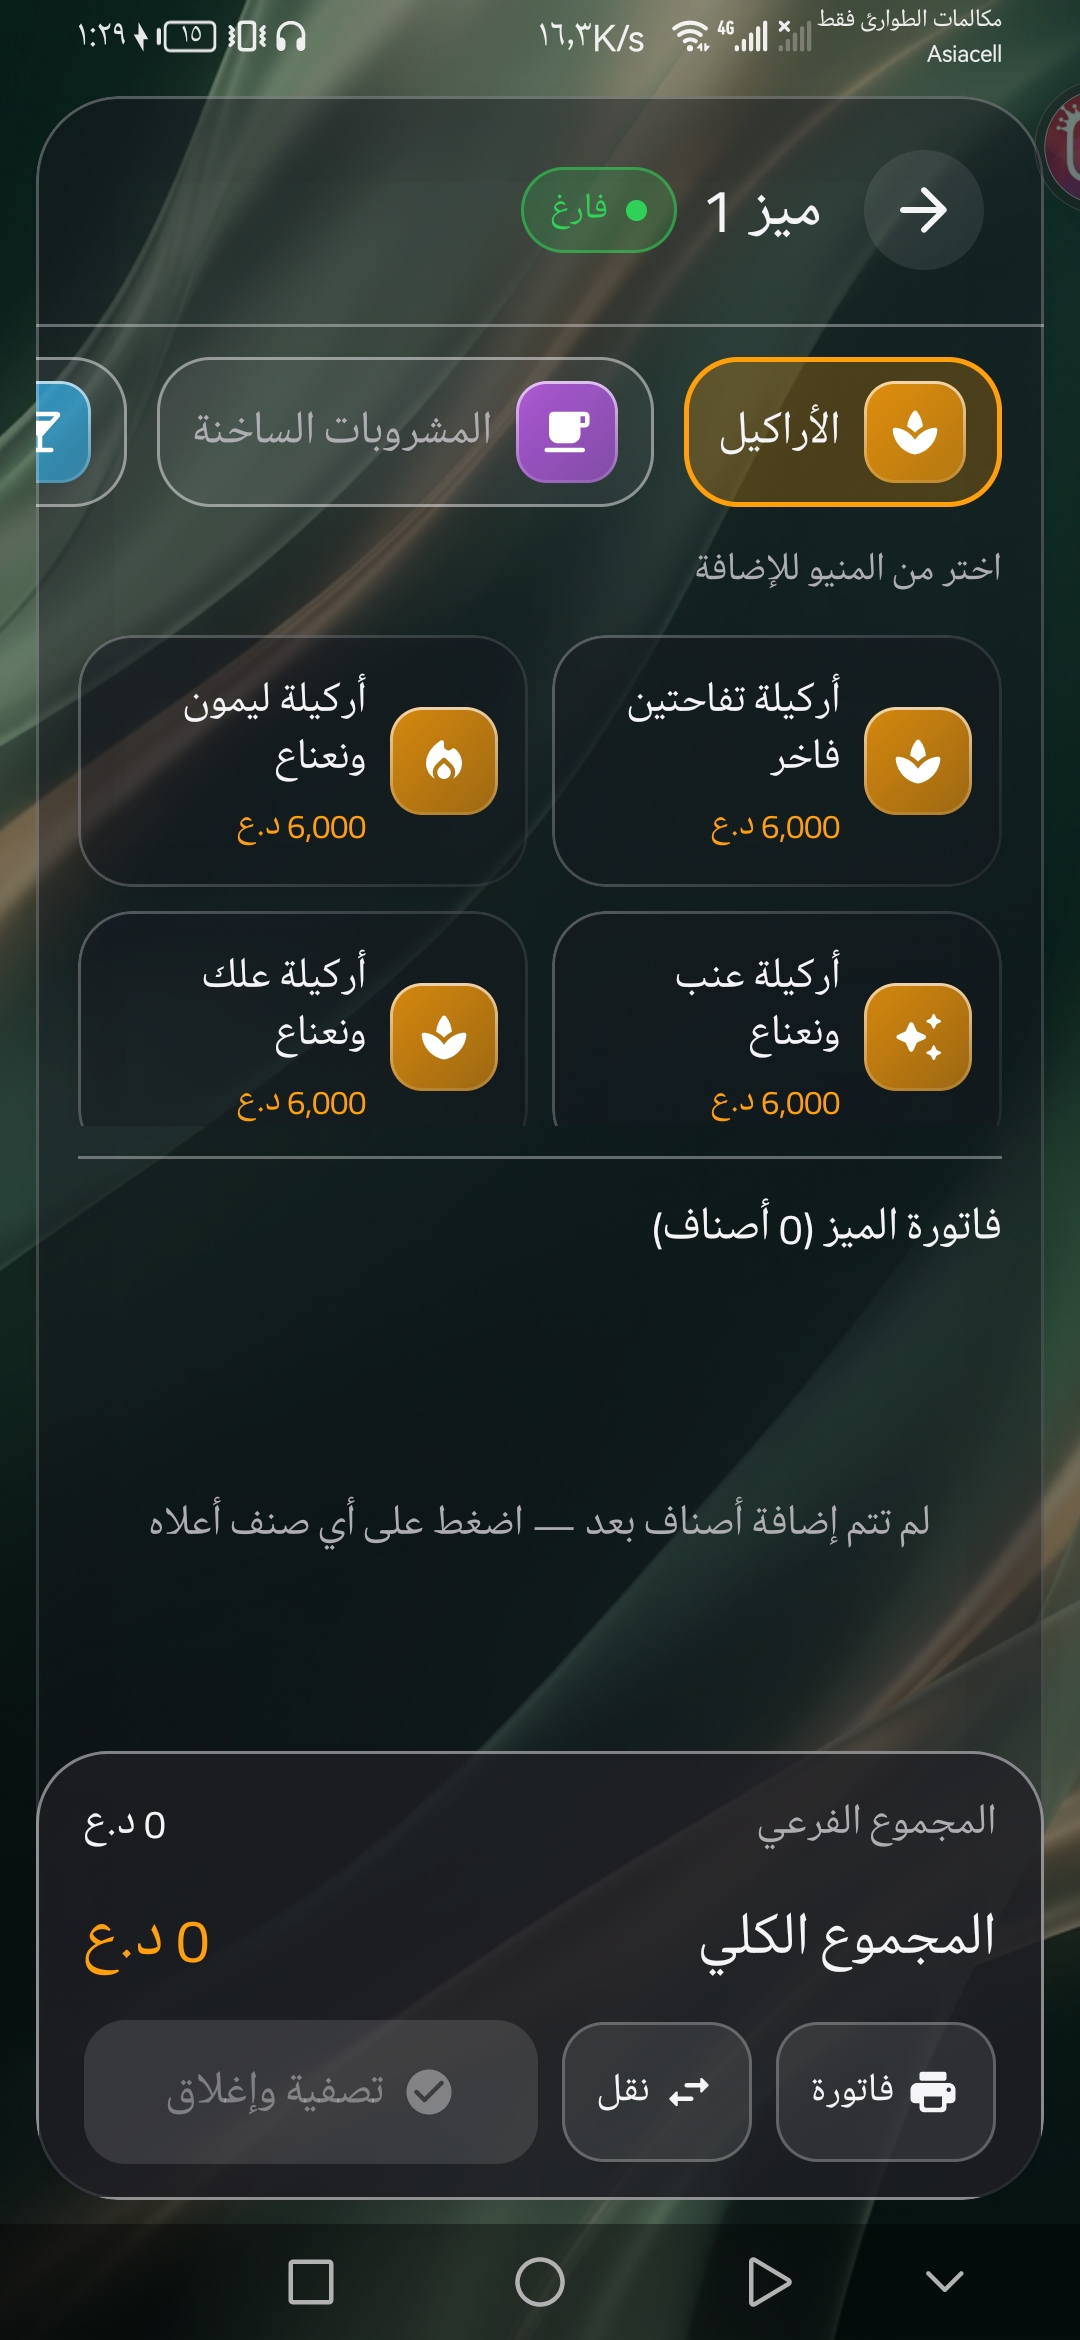 مكالمات الطوارئ فقط
Asiacell
4G
١٦,٣K/s
١٥
١:٢٩
ميز 1
فارغ
الأراكيل
المشروبات الساخنة
اختر من المنيو للإضافة
أركيلة تفاحتين
فاخر
6,000 د.ع
أركيلة ليمون
ونعناع
6,000 د.ع
أركيلة عنب
ونعناع
6,000 د.ع
أركيلة علك
ونعناع
6,000 د.ع
فاتورة الميز (0 أصناف)
لم تتم إضافة أصناف بعد — اضغط على أي صنف أعلاه
المجموع الفرعي
0 د.ع
المجموع الكلي
0 د.ع
فاتورة
نقل
تصفية وإغلاق